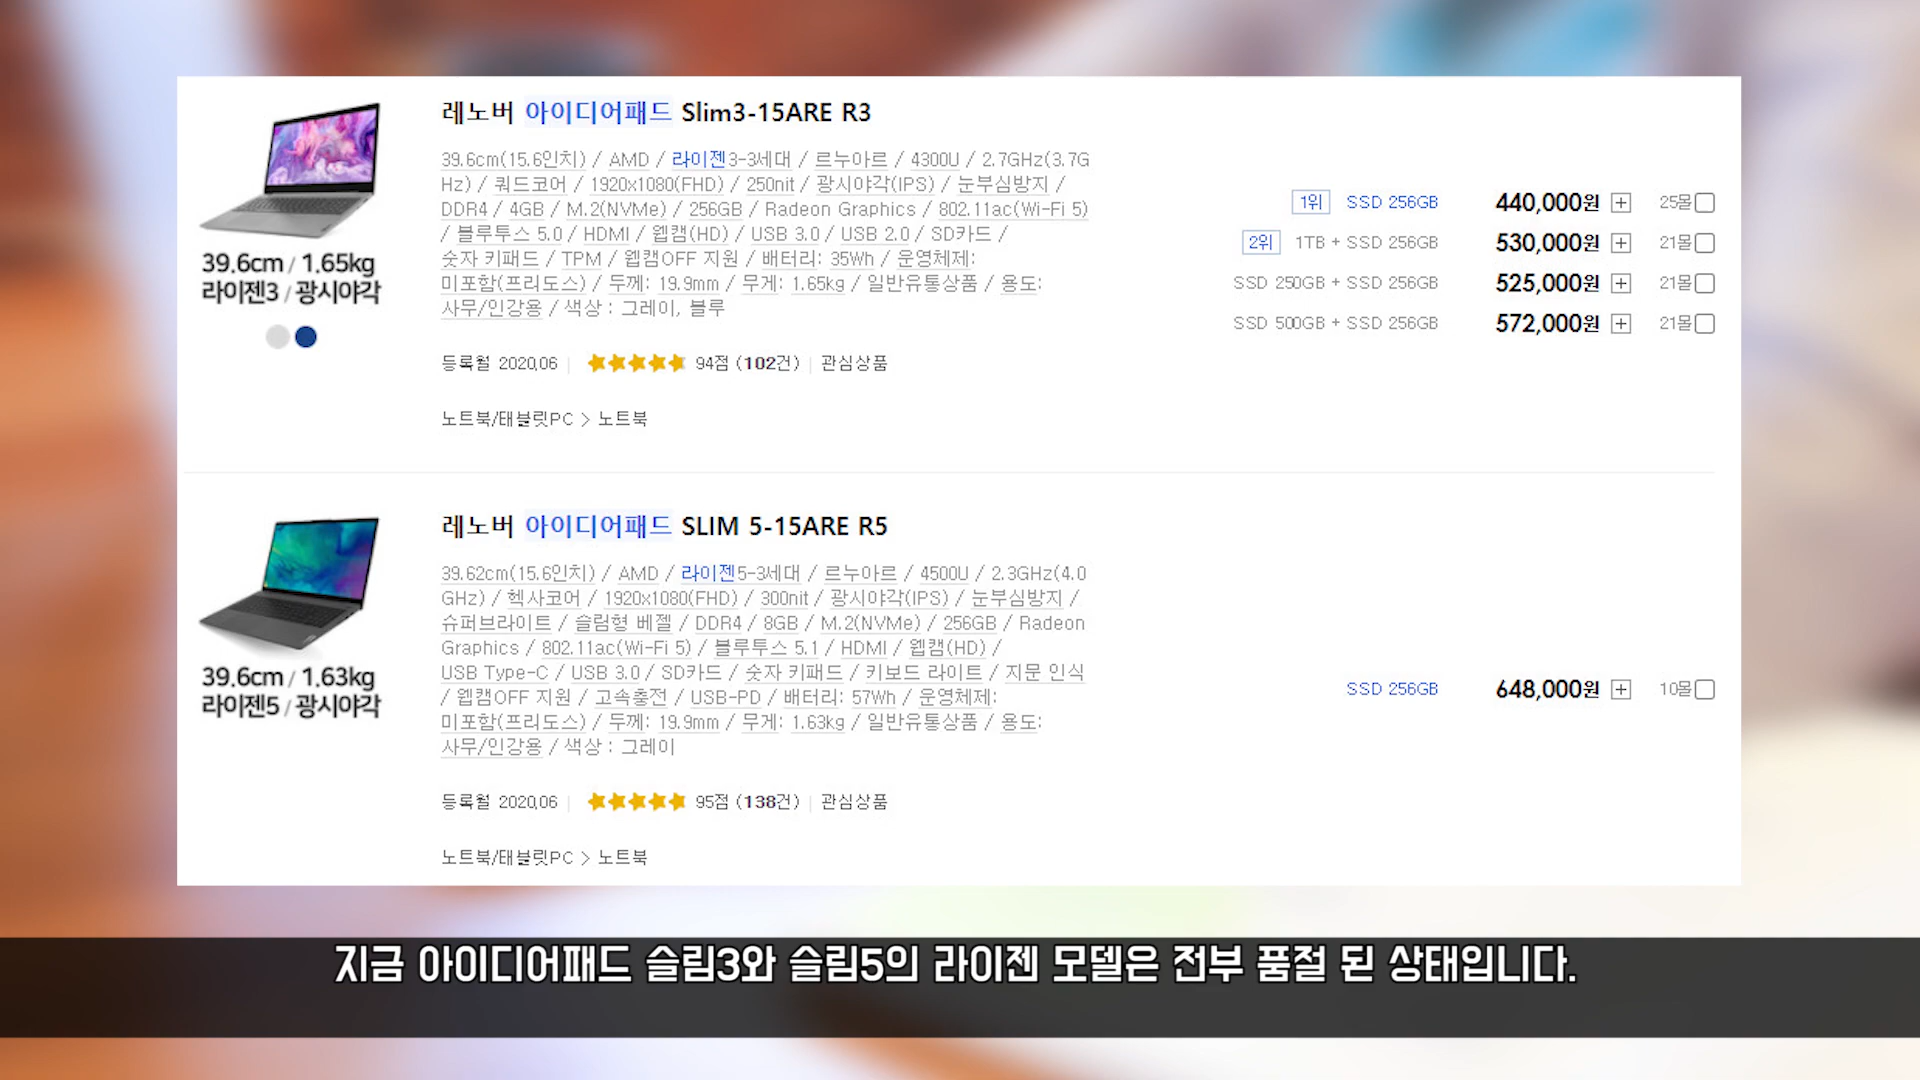 레노버 아이디어패드 Slim3-15ARE R3
39.6cm(15.6인치) / AMD / 라이젠3-3세대 / 르누아르 / 4300U / 2.7GHz(3.7G
Hz) / 쿼드코어 / 1920x1080(FHD) / 250nit / 광시야각(IPS) / 눈부심방지 /
DDR4 / 4GB / M.2(NVMe) / 256GB / Radeon Graphics / 802.11ac(Wi-Fi 5)
/ 블루투스 5.0 / HDMI / 웹캠(HD) / USB 3.0 / USB 2.0 / SD카드 /
숫자 키패드 / TPM / 웹캠OFF 지원 / 배터리: 35Wh / 운영체제:
미포함(프리도스) / 두께: 19.9mm / 무게: 1.65kg / 일반유통상품 / 용도:
사무/인강용 / 색상 : 그레이, 블루
39.6cm / 1.65kg
라이젠3 / 광시야각
등록월 2020.06 | 94점 (102건) | 관심상품
노트북/태블릿PC > 노트북
1위 SSD 256GB 440,000원 + 25몰
2위 1TB + SSD 256GB 530,000원 + 21몰
SSD 250GB + SSD 256GB 525,000원 + 21몰
SSD 500GB + SSD 256GB 572,000원 + 21몰
레노버 아이디어패드 SLIM 5-15ARE R5
39.62cm(15.6인치) / AMD / 라이젠5-3세대 / 르누아르 / 4500U / 2.3GHz(4.0
GHz) / 헥사코어 / 1920x1080(FHD) / 300nit / 광시야각(IPS) / 눈부심방지 /
슈퍼브라이트 / 슬림형 베젤 / DDR4 / 8GB / M.2(NVMe) / 256GB / Radeon
Graphics / 802.11ac(Wi-Fi 5) / 블루투스 5.1 / HDMI / 웹캠(HD) /
USB Type-C / USB 3.0 / SD카드 / 숫자 키패드 / 키보드 라이트 / 지문 인식
/ 웹캠OFF 지원 / 고속충전 / USB-PD / 배터리: 57Wh / 운영체제:
미포함(프리도스) / 두께: 19.9mm / 무게: 1.63kg / 일반유통상품 / 용도:
사무/인강용 / 색상 : 그레이
39.6cm / 1.63kg
라이젠5 / 광시야각
등록월 2020.06 | 95점 (138건) | 관심상품
노트북/태블릿PC > 노트북
SSD 256GB 648,000원 + 10몰
지금 아이디어패드 슬림3와 슬림5의 라이젠 모델은 전부 품절 된 상태입니다.